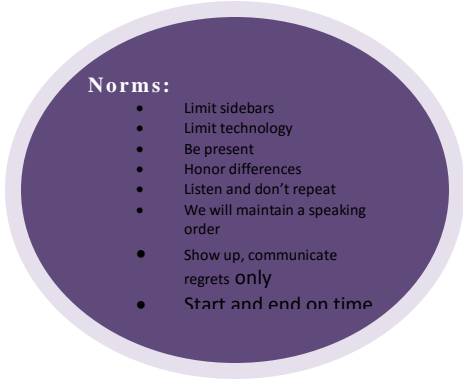 Norms:
• Limit sidebars
• Limit technology
• Be present
• Honor differences
• Listen and don’t repeat
• We will maintain a speaking
order
• Show up, communicate
regrets only
• Start and end on time